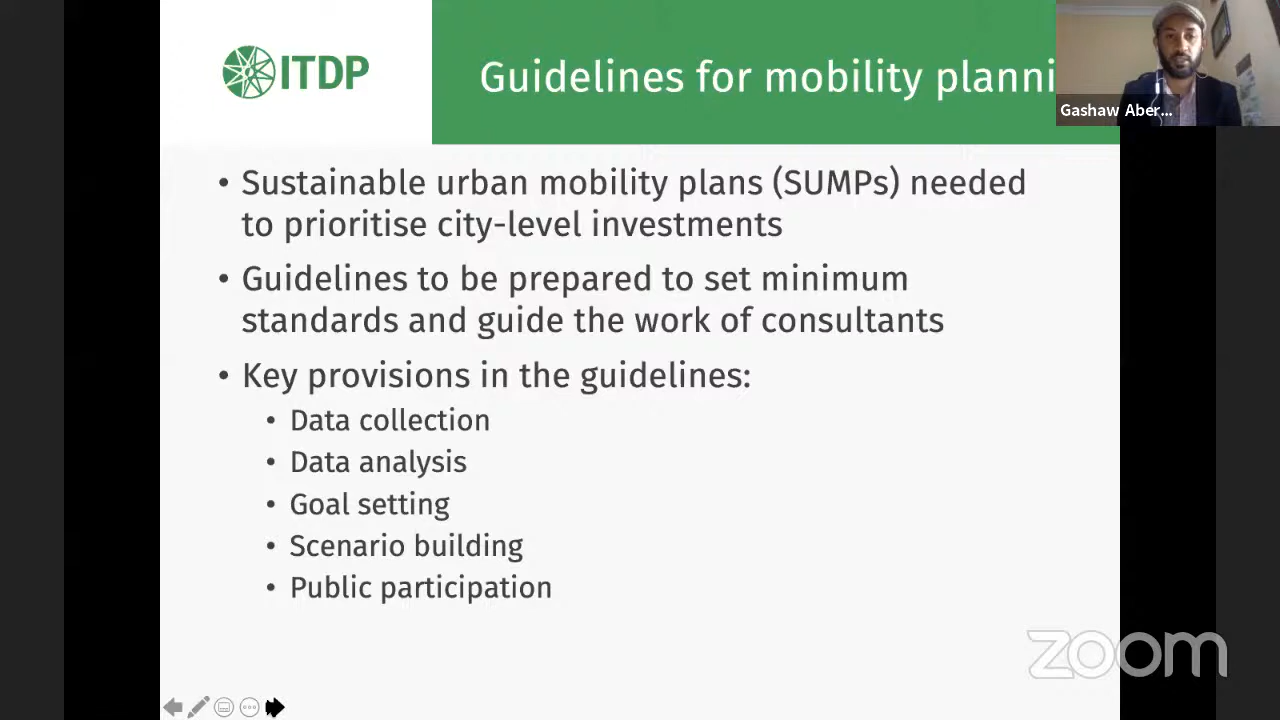 ITDP
Guidelines for mobility planni
Gashaw Aber...
• Sustainable urban mobility plans (SUMPs) needed
to prioritise city-level investments
• Guidelines to be prepared to set minimum
standards and guide the work of consultants
• Key provisions in the guidelines:
• Data collection
• Data analysis
• Goal setting
• Scenario building
• Public participation
zoom